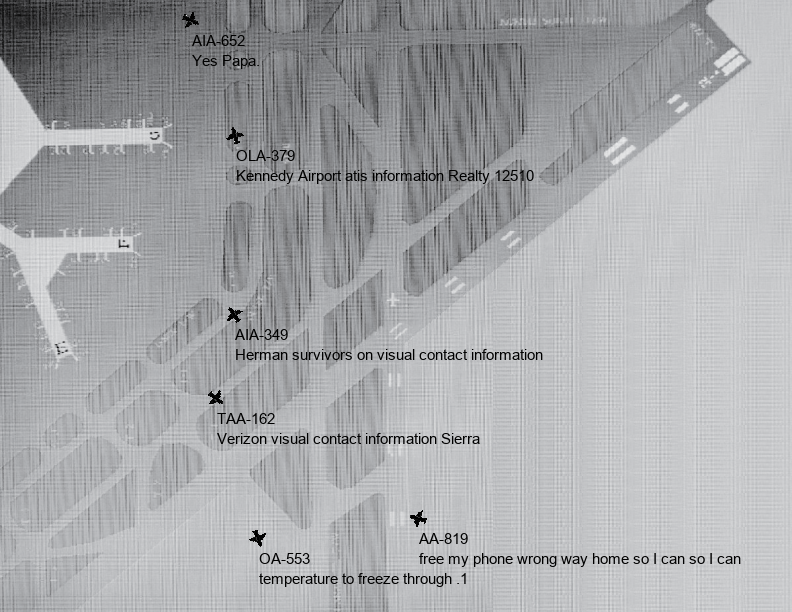 AIA-652
Yes Papa.
OLA-379
Kennedy Airport atis information Realty 12510
AIA-349
Herman survivors on visual contact information
TAA-162
Verizon visual contact information Sierra
AA-819
free my phone wrong way home so I can so I can
OA-553
temperature to freeze through .1